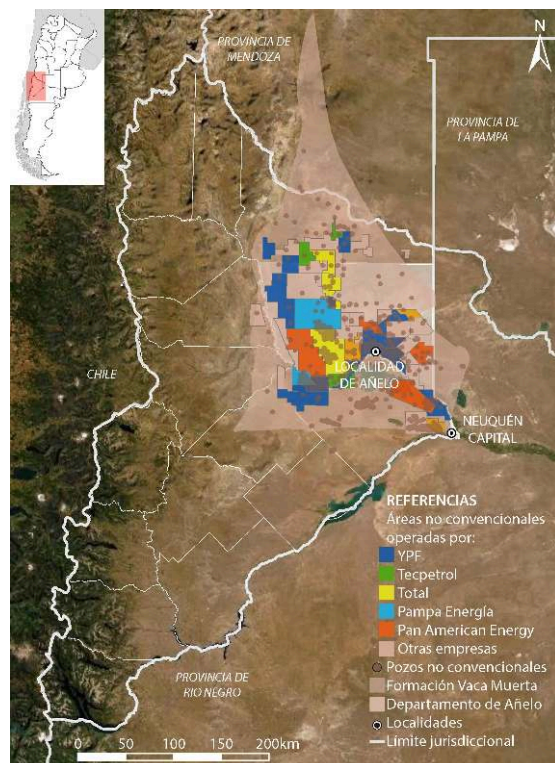 PROVINCIA DE
MENDOZA
N
PROVINCIA DE
LA PAMPA
CHILE
LOCALIDAD
DE AÑELO
NEUQUÉN
CAPITAL
PROVINCIA DE
RIO NEGRO
REFERENCIAS
Áreas no convencionales
operadas por:
YPF
Tecpetrol
Total
Pampa Energía
Pan American Energy
Otras empresas
Pozos no convencionales
Formación Vaca Muerta
Departamento de Añelo
Localidades
Límite jurisdiccional
0 50 100 150 200km